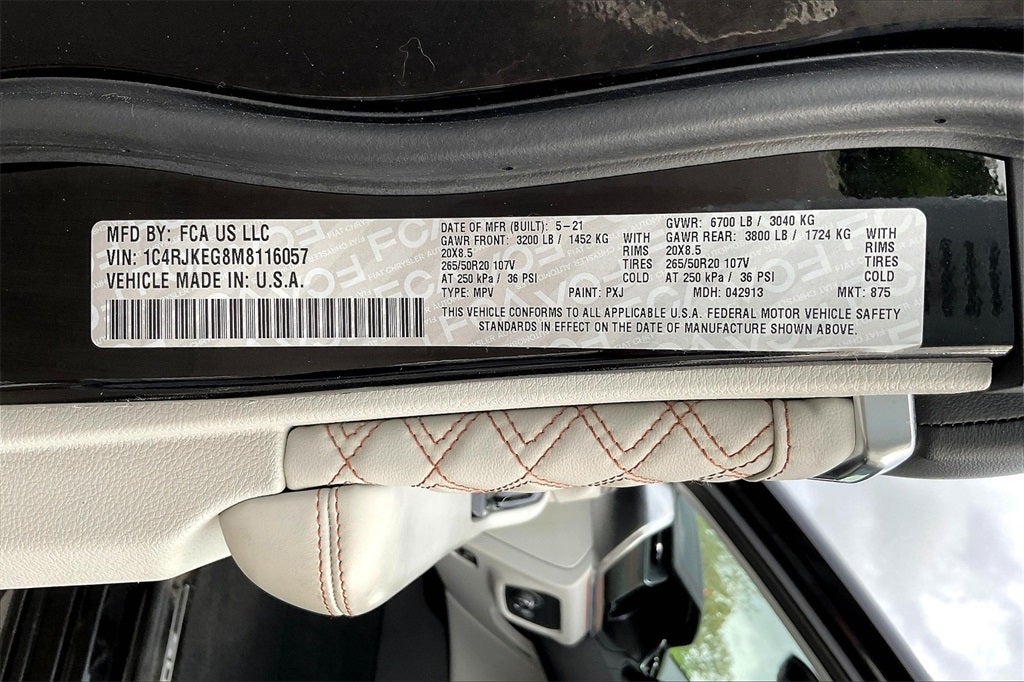 MFD BY: FCA US LLC
VIN: 1C4RJKEG8M8116057
VEHICLE MADE IN: U.S.A.
DATE OF MFR (BUILT): 5-21
GVWR: 6700 LB / 3040 KG
GAWR FRONT: 3200 LB / 1452 KG WITH
GAWR REAR: 3800 LB / 1724 KG WITH
20X8.5 RIMS
20X8.5 RIMS
265/50R20 107V TIRES
265/50R20 107V TIRES
AT 250 kPa / 36 PSI COLD
AT 250 kPa / 36 PSI COLD
TYPE: MPV PAINT: PXJ MDH: 042913 MKT: 875
THIS VEHICLE CONFORMS TO ALL APPLICABLE U.S.A. FEDERAL MOTOR VEHICLE SAFETY
STANDARDS IN EFFECT ON THE DATE OF MANUFACTURE SHOWN ABOVE.